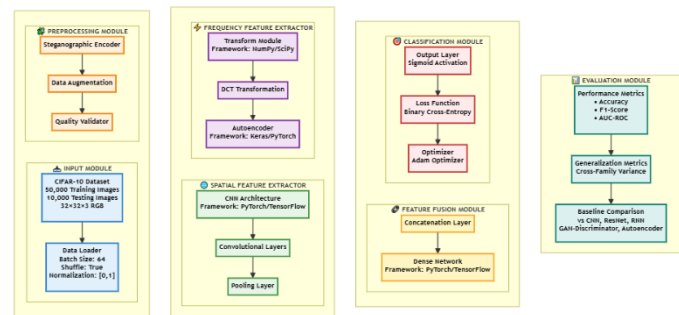 PREPROCESSING MODULE
Steganographic Encoder
Data Augmentation
Quality Validator
INPUT MODULE
CIFAR-10 Dataset
50,000 Training Images
10,000 Testing Images
32×32×3 RGB
Data Loader
Batch Size: 64
Shuffle: True
Normalization: [0,1]
FREQUENCY FEATURE EXTRACTOR
Transform Module
Framework: NumPy/SciPy
DCT Transformation
Autoencoder
Framework: Keras/PyTorch
SPATIAL FEATURE EXTRACTOR
CNN Architecture
Framework: PyTorch/TensorFlow
Convolutional Layers
Pooling Layer
CLASSIFICATION MODULE
Output Layer
Sigmoid Activation
Loss Function
Binary Cross-Entropy
Optimizer
Adam Optimizer
FEATURE FUSION MODULE
Concatenation Layer
Dense Network
Framework: PyTorch/TensorFlow
EVALUATION MODULE
Performance Metrics
• Accuracy
• F1-Score
• AUC-ROC
Generalization Metrics
Cross-Family Variance
Baseline Comparison
vs CNN, ResNet, RNN
GAN-Discriminator, Autoencoder